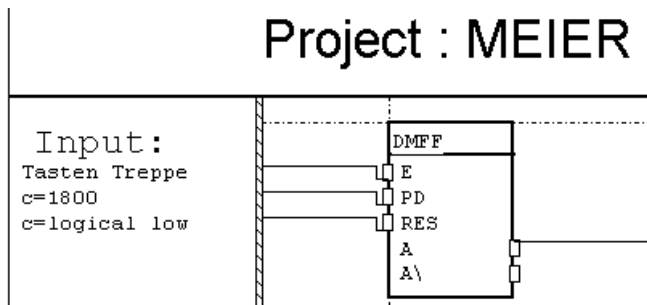 Project : MEIER
Input:
Tasten Treppe
c=1800
c=logical low
DMFF
E
PD
RES
A
A\